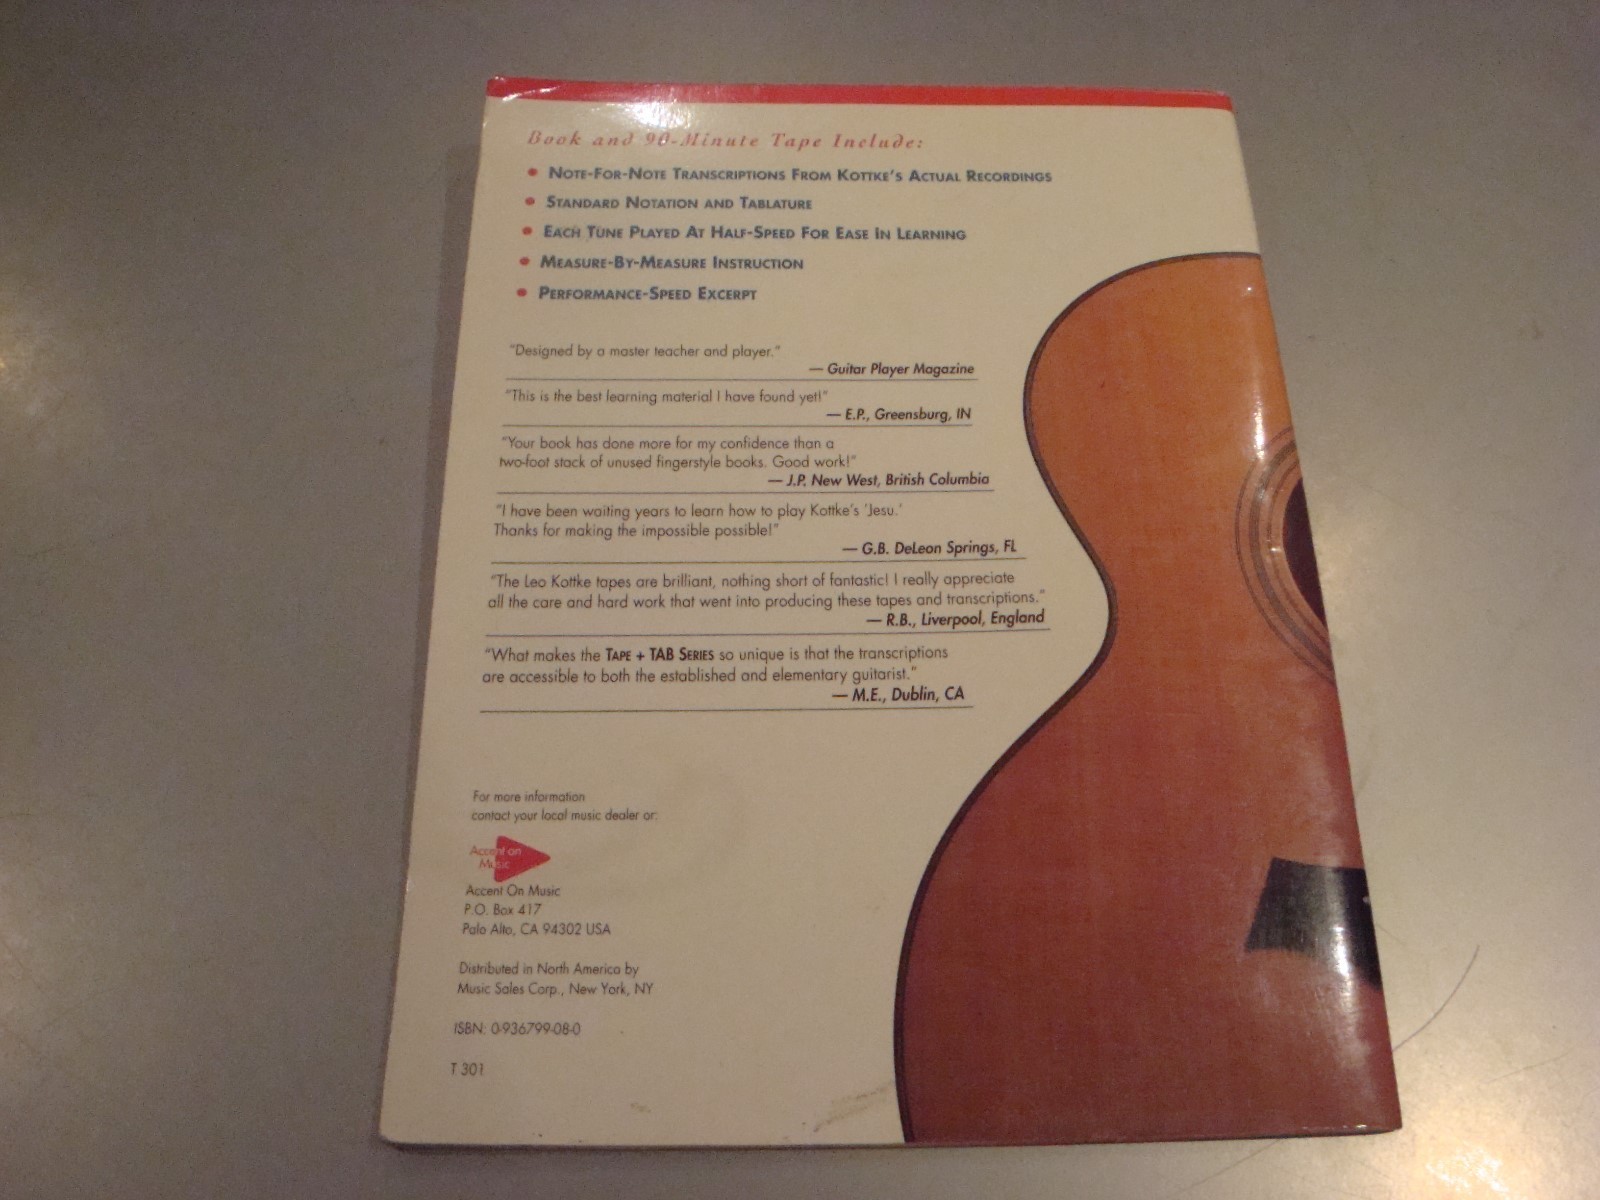 Book and 90-Minute Tape Include:
• NOTE-FOR-NOTE TRANSCRIPTIONS FROM KOTTKE'S ACTUAL RECORDINGS
• STANDARD NOTATION AND TABLATURE
• EACH TUNE PLAYED AT HALF-SPEED FOR EASE IN LEARNING
• MEASURE-BY-MEASURE INSTRUCTION
• PERFORMANCE-SPEED EXCERPT
"Designed by a master teacher and player."
— Guitar Player Magazine
"This is the best learning material I have found yet!"
— E.P., Greensburg, IN
"Your book has done more for my confidence than a
two-foot stack of unused fingerstyle books. Good work!"
— J.P. New West, British Columbia
"I have been waiting years to learn how to play Kottke's 'Jesu.'
Thanks for making the impossible possible!"
— G.B. DeLeon Springs, FL
"The Leo Kottke tapes are brilliant, nothing short of fantastic! I really appreciate
all the care and hard work that went into producing these tapes and transcriptions."
— R.B., Liverpool, England
"What makes the TAPE + TAB SERIES so unique is that the transcriptions
are accessible to both the established and elementary guitarist."
— M.E., Dublin, CA
For more information
contact your local music dealer or:
Accent on
Music
Accent On Music
P.O. Box 417
Palo Alto, CA 94302 USA
Distributed in North America by
Music Sales Corp., New York, NY
ISBN: 0-936799-08-0
T 301